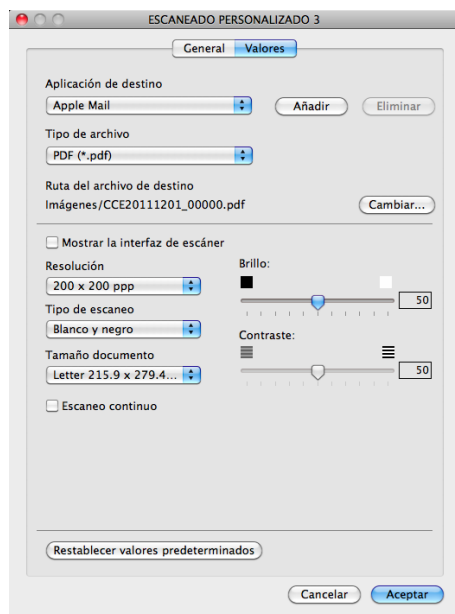 ESCANEADO PERSONALIZADO 3
General Valores
Aplicación de destino
Apple Mail Añadir Eliminar
Tipo de archivo
PDF (*.pdf)
Ruta del archivo de destino
Imágenes/CCE20111201_00000.pdf Cambiar...
Mostrar la interfaz de escáner
Resolución Brillo:
200 x 200 ppp 50
Tipo de escaneo
Blanco y negro Contraste:
Tamaño documento
Letter 215.9 x 279.4... 50
Escaneo continuo
Restablecer valores predeterminados
Cancelar Aceptar